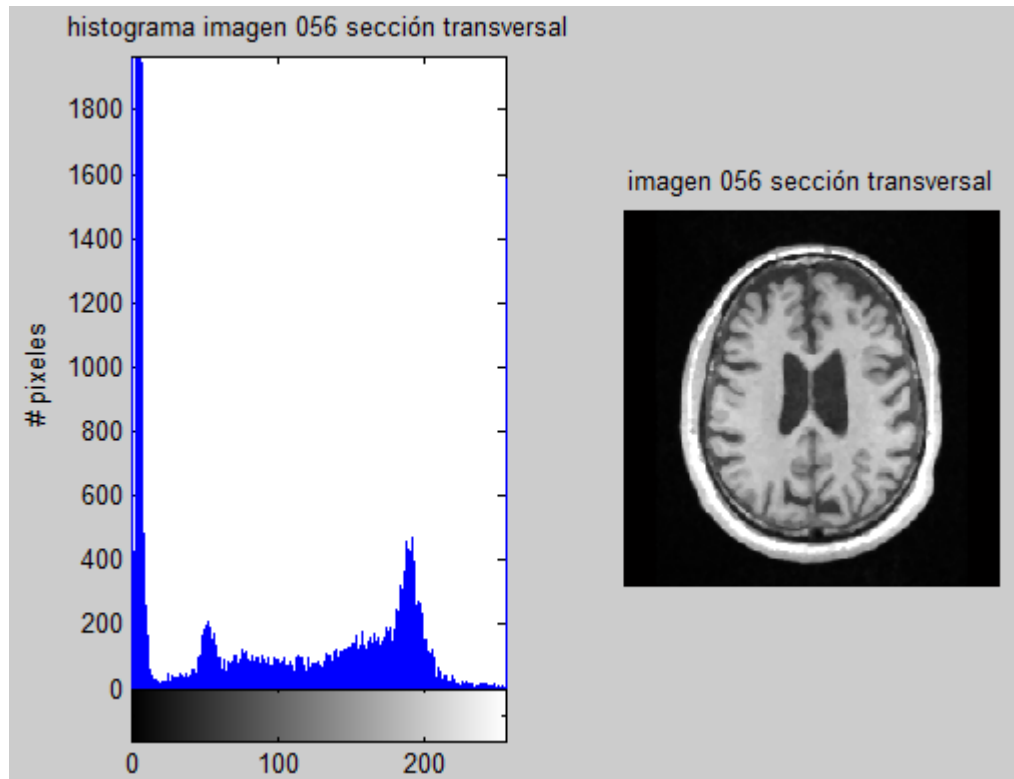 histograma imagen 056 sección transversal
1800
1600
1400
1200
1000
800
600
400
200
0
# pixeles
0 100 200
imagen 056 sección transversal